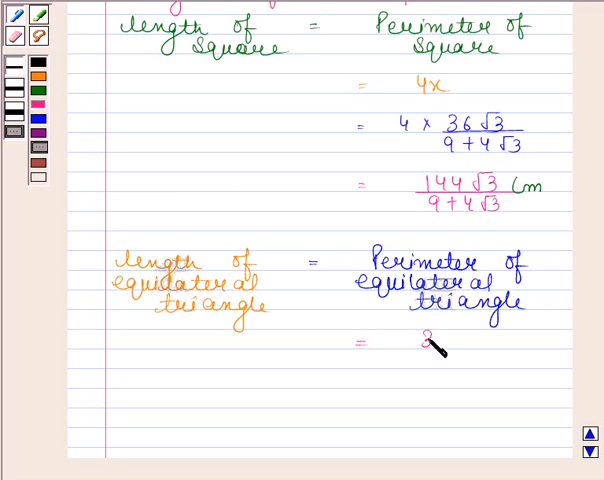 length of = Perimeter of
Square Square
= 4x
= 4 × 36√3 / 9 + 4√3
= 144√3 / 9 + 4√3 Cm
length of = Perimeter of
equilateral equilateral
triangle triangle
= 3